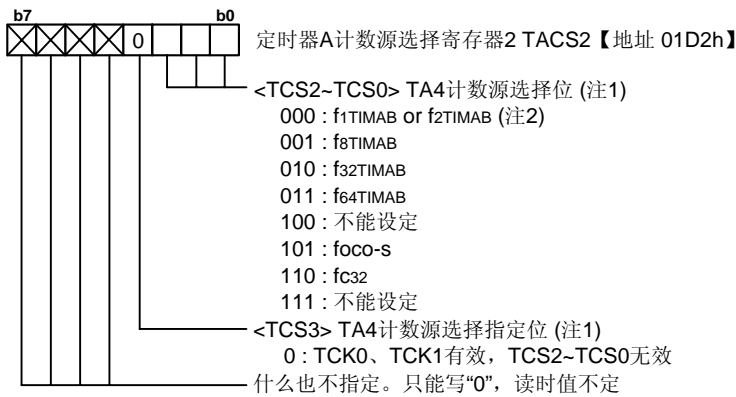 b7 b0
0 定时器A计数源选择寄存器2 TACS2【地址 01D2h】
<TCS2~TCS0> TA4计数源选择位 (注1)
000 : f1TIMAB or f2TIMAB (注2)
001 : f8TIMAB
010 : f32TIMAB
011 : f64TIMAB
100 : 不能设定
101 : foco-s
110 : fc32
111 : 不能设定
<TCS3> TA4计数源选择指定位 (注1)
0 : TCK0、TCK1有效，TCS2~TCS0无效
什么也不指定。只能写“0”，读时值不定